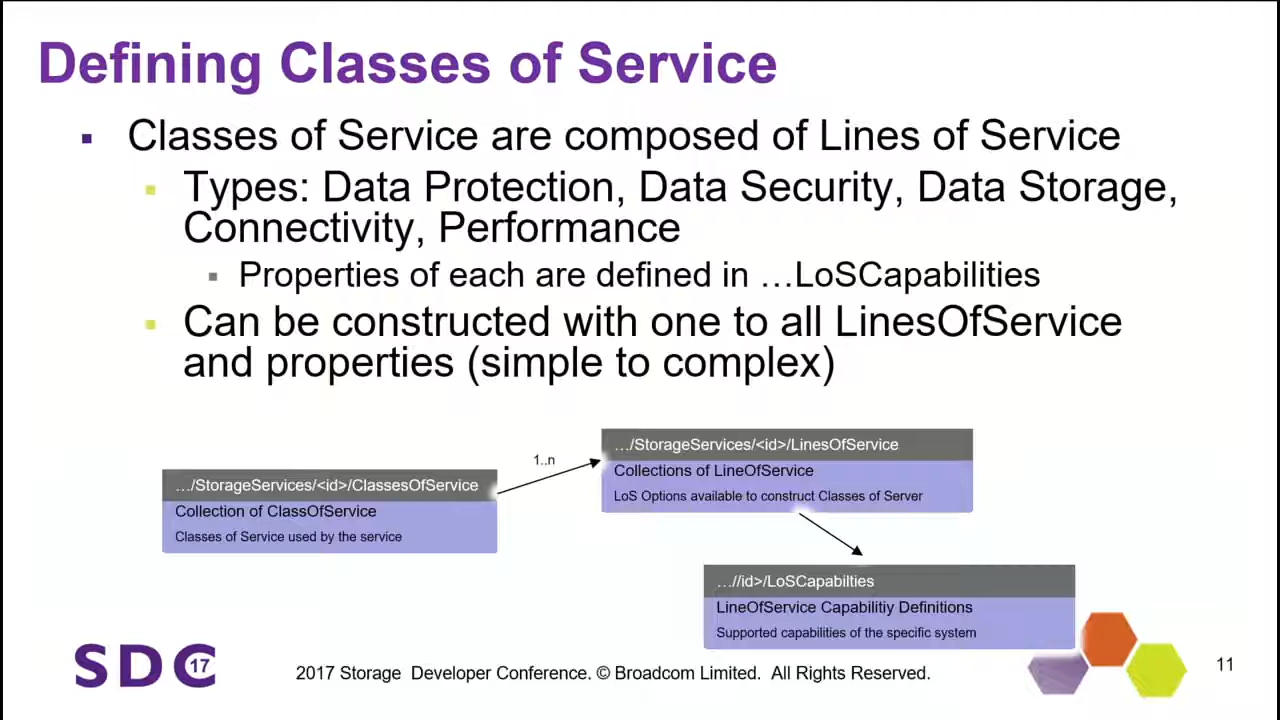 Defining Classes of Service
Classes of Service are composed of Lines of Service
Types: Data Protection, Data Security, Data Storage,
Connectivity, Performance
Properties of each are defined in …LoSCapabilities
Can be constructed with one to all LinesOfService
and properties (simple to complex)
…/StorageServices/<id>/LinesOfService
1..n
Collections of LineOfService
…/StorageServices/<id>/ClassesOfService
LoS Options available to construct Classes of Server
Collection of ClassOfService
Classes of Service used by the service
…//id>/LoSCapabilties
LineOfService Capabilitiy Definitions
Supported capabilities of the specific system
SDC 17
2017 Storage Developer Conference. © Broadcom Limited. All Rights Reserved.
11